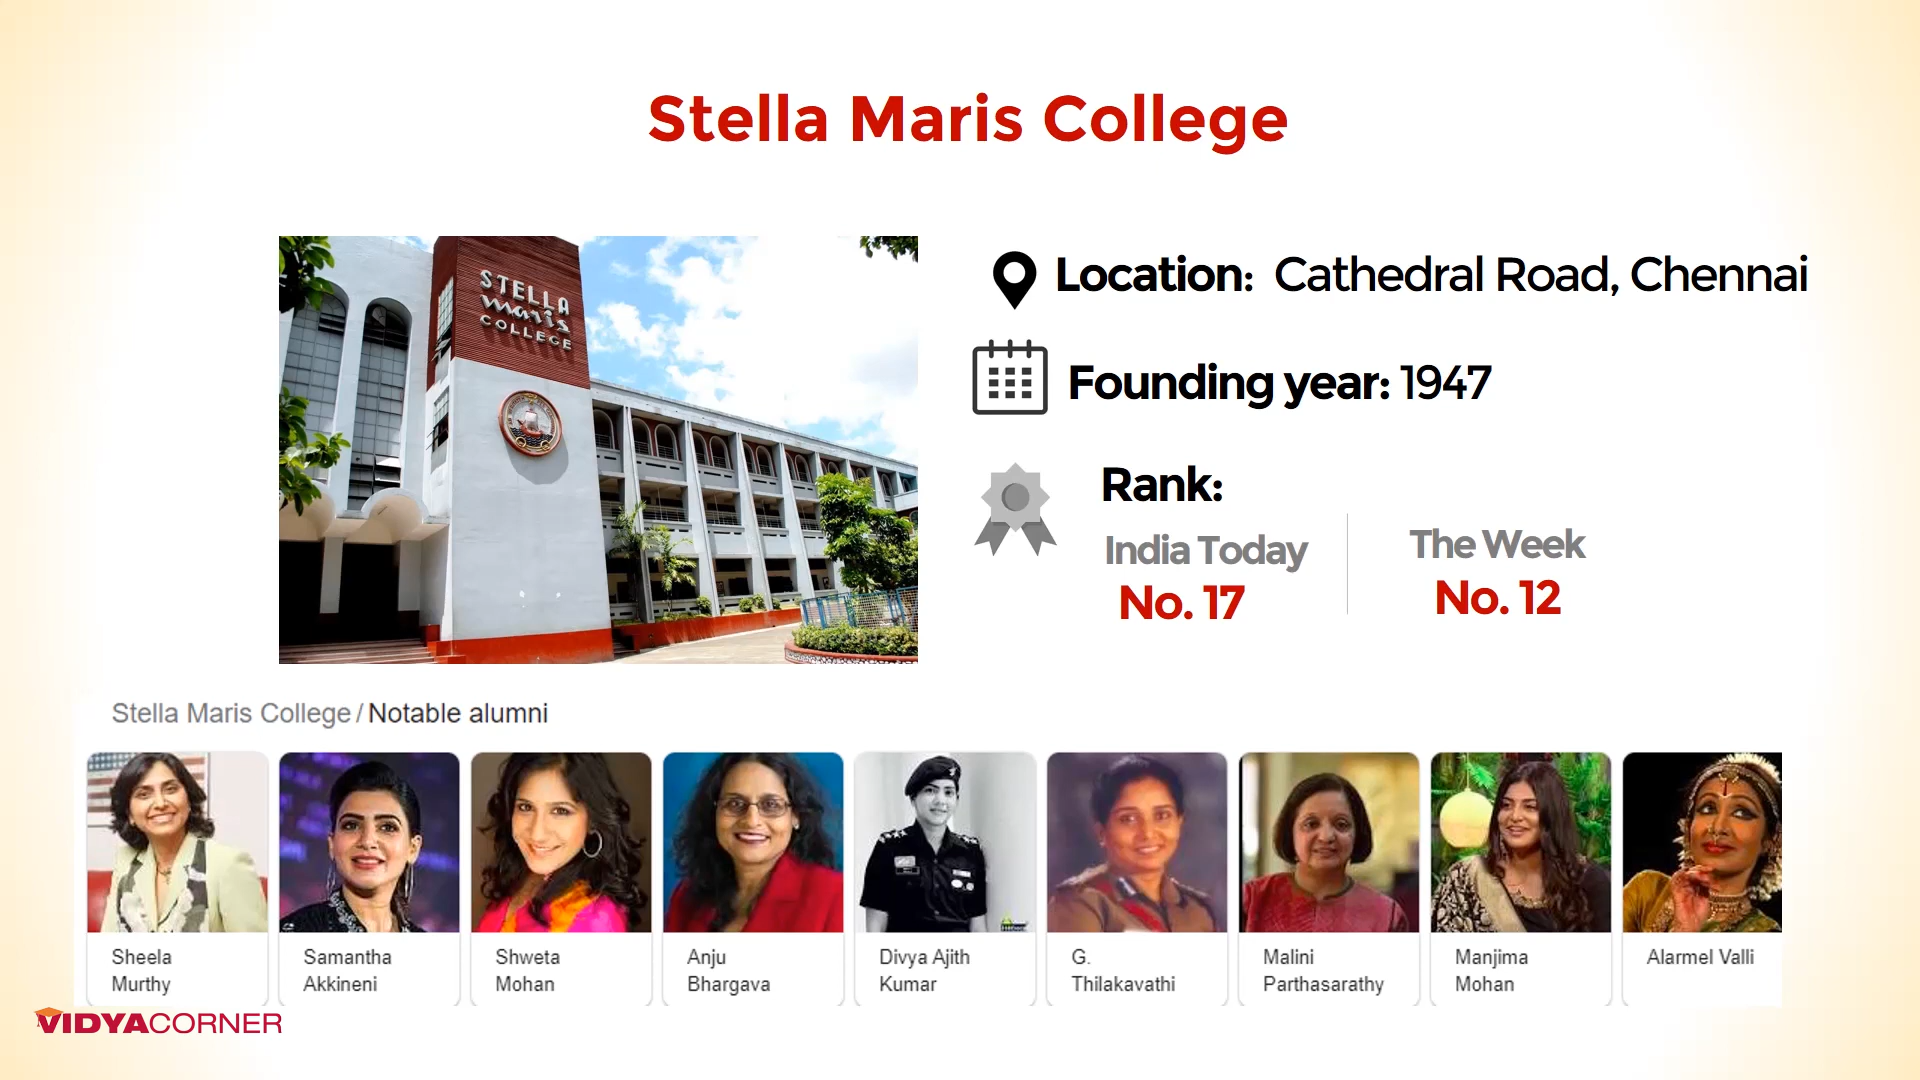 Stella Maris College
STELLA
maris
COLLEGE
Location: Cathedral Road, Chennai
Founding year: 1947
Rank:
India Today
No. 17
The Week
No. 12
Stella Maris College / Notable alumni
Sheela
Murthy
Samantha
Akkineni
Shweta
Mohan
Anju
Bhargava
Divya Ajith
Kumar
G.
Thilakavathi
Malini
Parthasarathy
Manjima
Mohan
Alarmel Valli
VIDYACORNER